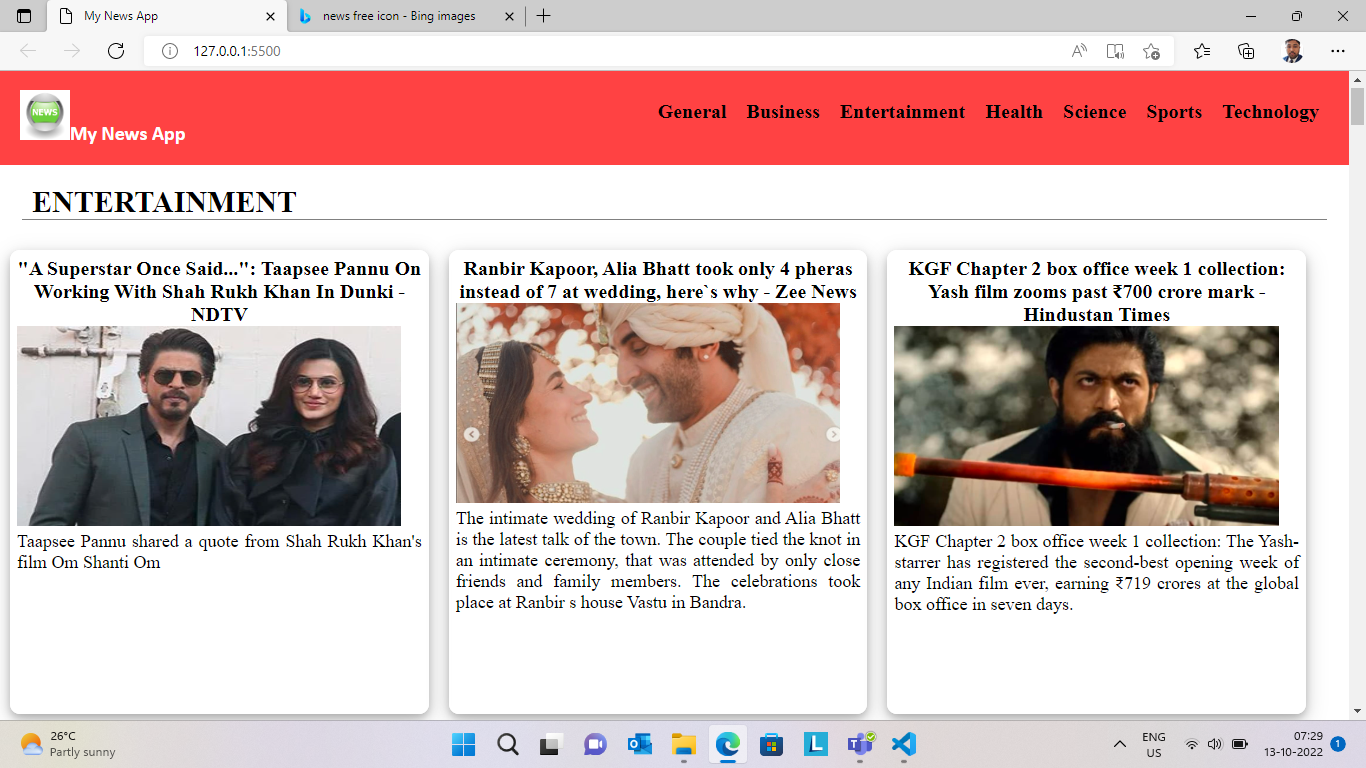 My News App
news free icon - Bing images
127.0.0.1:5500
NEWS
My News App
General Business Entertainment Health Science Sports Technology
ENTERTAINMENT
"A Superstar Once Said...": Taapsee Pannu On
Working With Shah Rukh Khan In Dunki -
NDTV
Taapsee Pannu shared a quote from Shah Rukh Khan's
film Om Shanti Om
Ranbir Kapoor, Alia Bhatt took only 4 pheras
instead of 7 at wedding, here`s why - Zee News
The intimate wedding of Ranbir Kapoor and Alia Bhatt
is the latest talk of the town. The couple tied the knot in
an intimate ceremony, that was attended by only close
friends and family members. The celebrations took
place at Ranbir s house Vastu in Bandra.
KGF Chapter 2 box office week 1 collection:
Yash film zooms past ₹700 crore mark -
Hindustan Times
KGF Chapter 2 box office week 1 collection: The Yash-
starrer has registered the second-best opening week of
any Indian film ever, earning ₹719 crores at the global
box office in seven days.
26°C
Partly sunny
L
ENG
US
07:29
13-10-2022
1